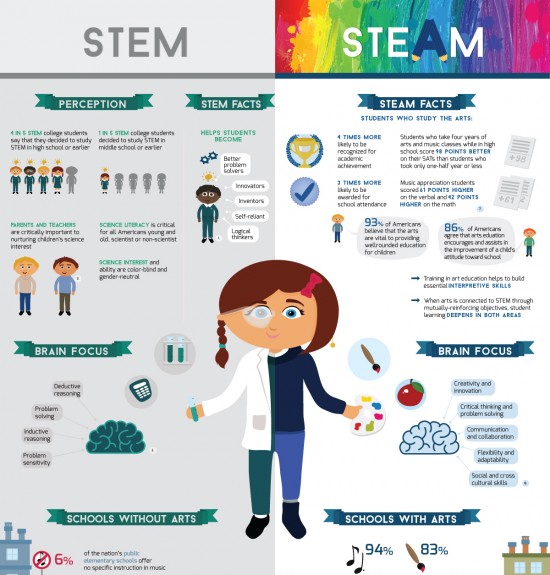 STEM
STEAM
PERCEPTION
4 IN 5 STEM college students
say that they decided to study
STEM in high school or earlier
1 IN 5 STEM college students
decided to study STEM in
middle school or earlier
PARENTS AND TEACHERS
are critically important to
nurturing children's science
interest
SCIENCE LITERACY is critical
for all Americans young and
old, scientist or non-scientist
SCIENCE INTEREST and
ability are color-blind and
gender-neutral
STEM FACTS
HELPS STUDENTS
BECOME
Better
problem
solvers
Innovators
Inventors
Self-reliant
Logical
thinkers
STEAM FACTS
STUDENTS WHO STUDY THE ARTS:
4 TIMES MORE
likely to be
recognized for
academic
achievement
Students who take four years of
arts and music classes while in high
school score 98 POINTS BETTER
on their SATs than students who
took only one-half year or less
+98
3 TIMES MORE
likely to be
awarded for
school attendance
Music appreciation students
scored 61 POINTS HIGHER
on the verbal and 42 POINTS
HIGHER on the math
+61
93% of Americans
believe that the arts
are vital to providing
wellrounded education
for children
86% of Americans
agree that arts eduation
encourages and assists in
the improvement of a child's
attitude toward school
Training in art education helps to build
essential INTERPRETIVE SKILLS
When arts is connected to STEM through
mutually-reinforcing objectives, student
learning DEEPENS IN BOTH AREAS
BRAIN FOCUS
Deductive
reasoning
Problem
solving
Inductive
reasoning
Problem
sensitivity
BRAIN FOCUS
Creativity and
innovation
Critical thinking and
problem solving
Communication
and collaboration
Flexibility and
adaptability
Social and cross
cultural skills
SCHOOLS WITHOUT ARTS
6%
of the nation's public
elementary schools offer
no specific instruction in music
SCHOOLS WITH ARTS
94%
83%